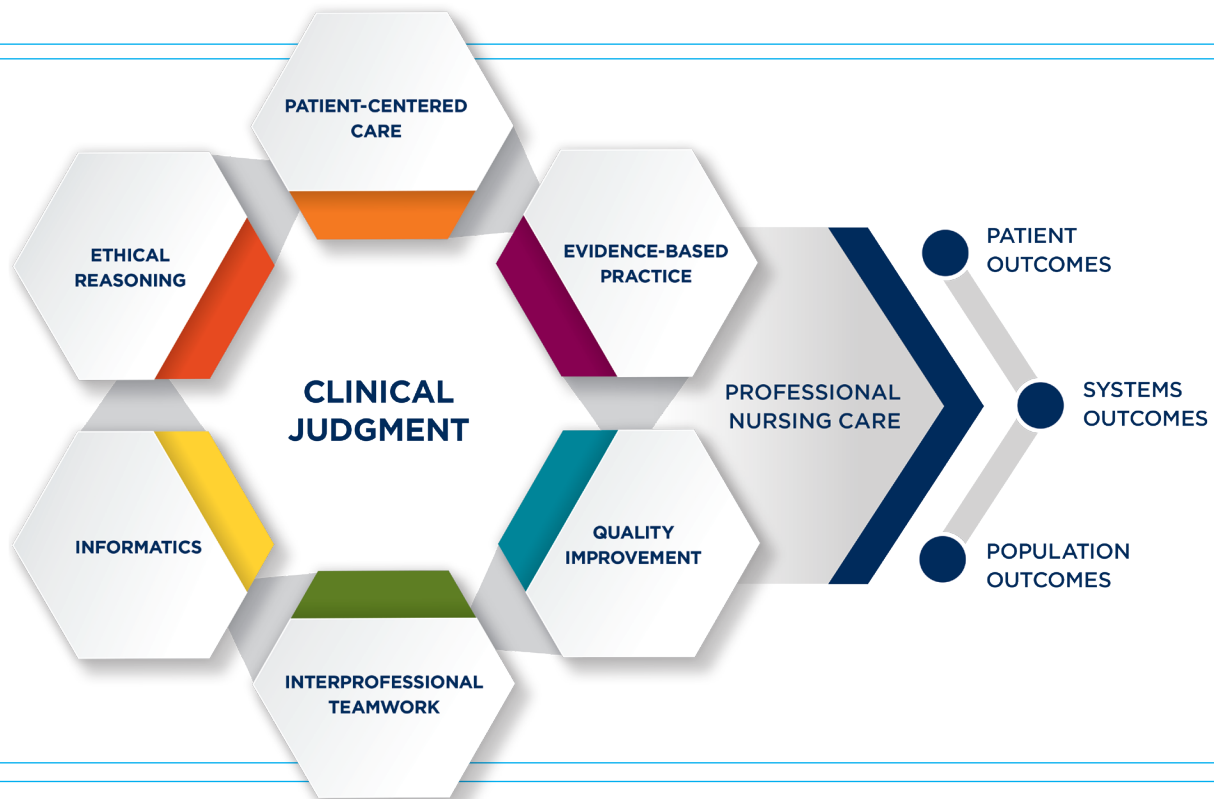 PATIENT-CENTERED
CARE
ETHICAL
REASONING
EVIDENCE-BASED
PRACTICE
CLINICAL
JUDGMENT
INFORMATICS
QUALITY
IMPROVEMENT
INTERPROFESSIONAL
TEAMWORK
PROFESSIONAL
NURSING CARE
PATIENT
OUTCOMES
SYSTEMS
OUTCOMES
POPULATION
OUTCOMES